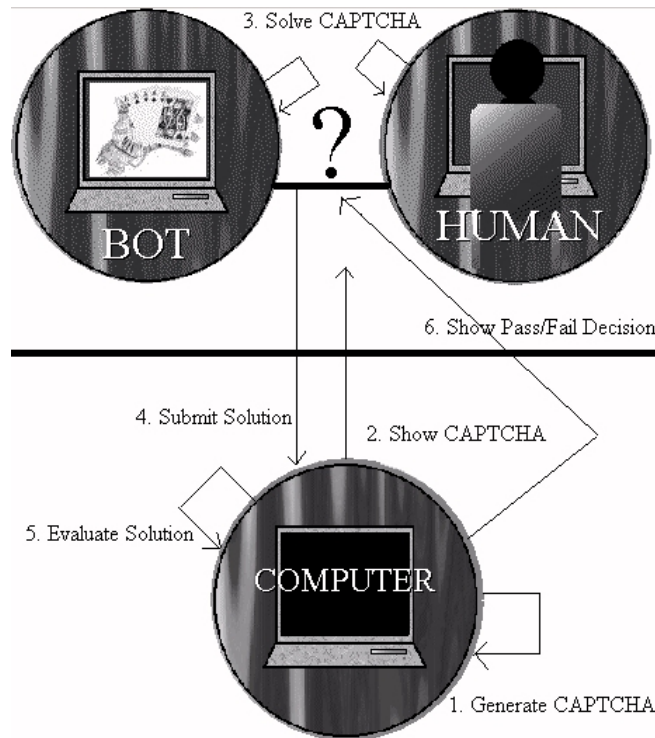 3. Solve CAPTCHA
?
BOT
HUMAN
6. Show Pass/Fail Decision
4. Submit Solution
2. Show CAPTCHA
5. Evaluate Solution
COMPUTER
1. Generate CAPTCHA